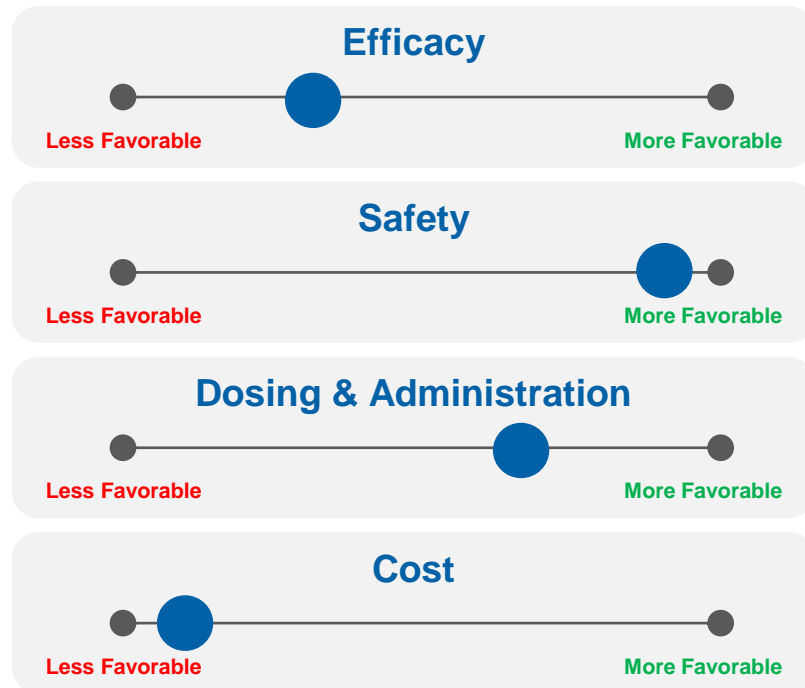 Efficacy
Less Favorable More Favorable
Safety
Less Favorable More Favorable
Dosing & Administration
Less Favorable More Favorable
Cost
Less Favorable More Favorable